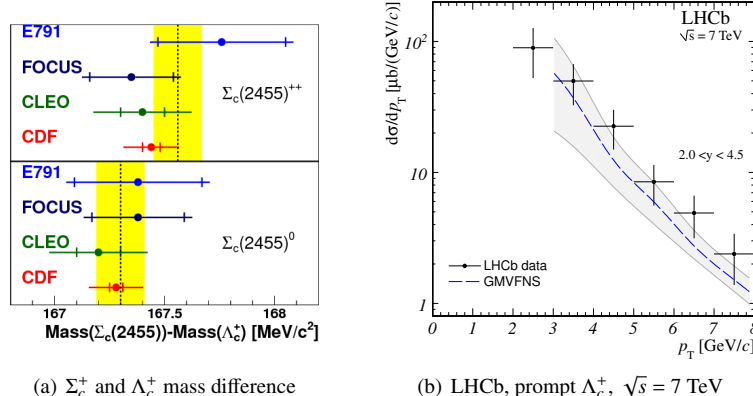 E791
FOCUS
Σc(2455)++
CLEO
CDF
E791
FOCUS
Σc(2455)0
CLEO
CDF
167 167.5 168
Mass(Σc(2455))-Mass(Λc+) [MeV/c2]
(a) Σc+ and Λc+ mass difference
dσ/dpT [μb/(GeV/c)]
LHCb
√s = 7 TeV
10²
10
1
2.0 <y < 4.5
LHCb data
GMVFNS
0 1 2 3 4 5 6 7 8
pT [GeV/c]
(b) LHCb, prompt Λc+, √s = 7 TeV